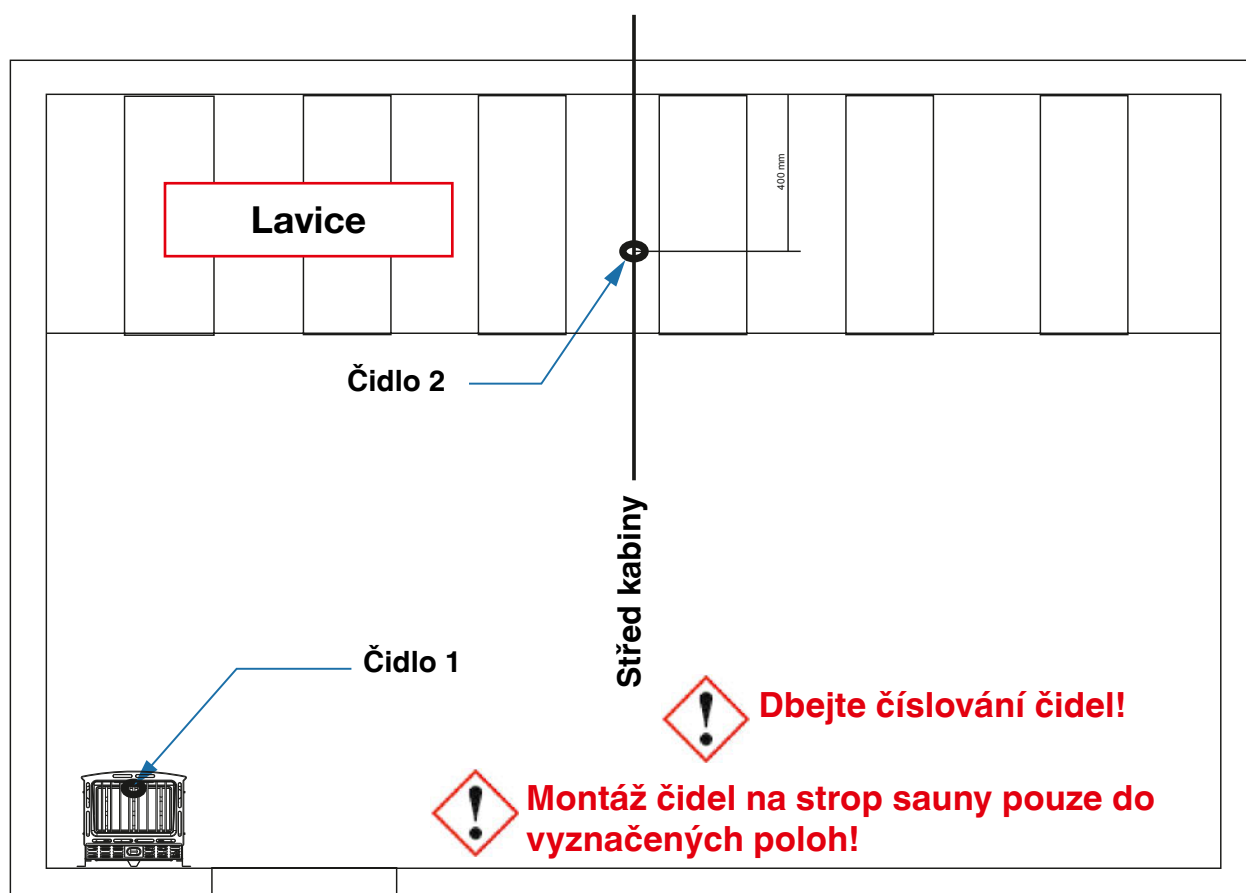 400 mm
Lavice
Čidlo 2
Střed kabiny
Čidlo 1
Dbejte číslování čidel!
Montáž čidel na strop sauny pouze do
vyznačených poloh!